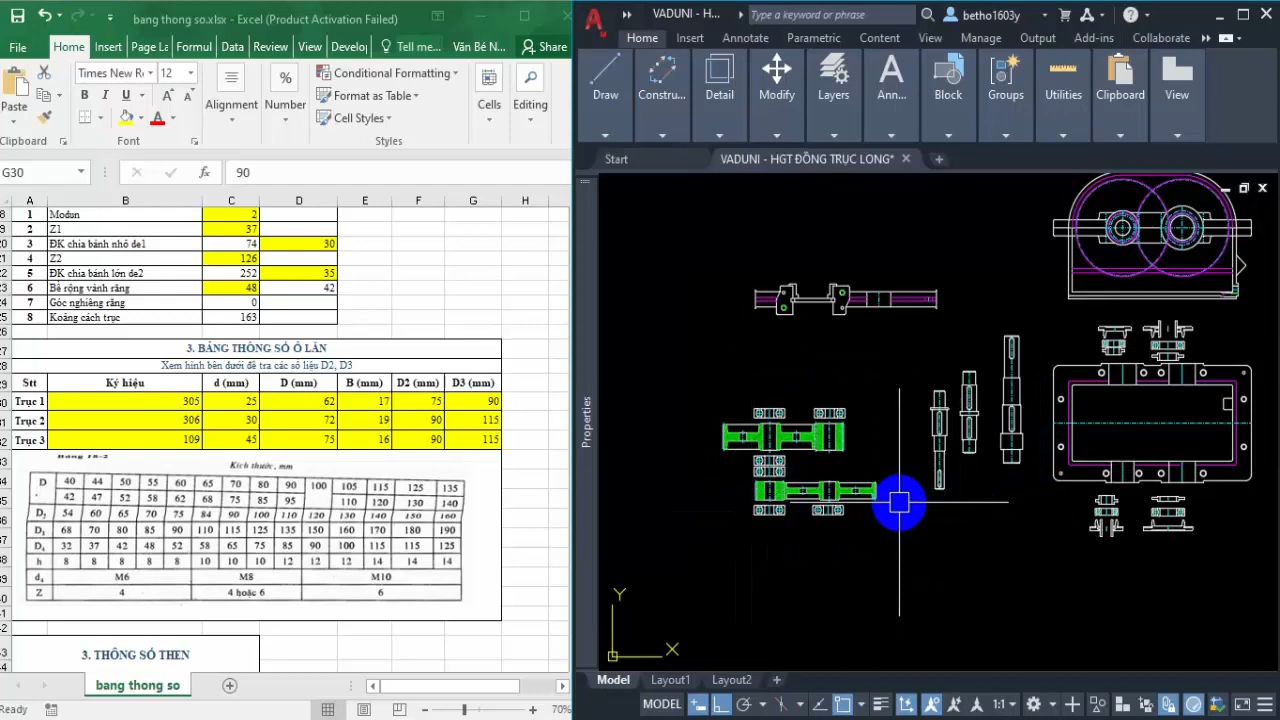 bang thong so.xlsx - Excel (Product Activation Failed)
File Home Insert Page La Formul Data Review View Develo Tell me... Văn Bé N... Share
Times New R 12
Paste
B I U
Alignment
%
Number
Conditional Formatting
Format as Table
Cell Styles
Cells
Editing
Clipboard Font Styles
G30 fx 90
A B C D E F G H
1 Modun 2
2 Z1 37
3 ĐK chia bánh nhỏ de1 74 30
4 Z2 126
5 ĐK chia bánh lớn de2 252 35
6 Bề rộng vành răng 48 42
7 Góc nghiêng răng 0
8 Koảng cách trục 163
3. BẢNG THÔNG SỐ Ổ LĂN
Xem hình bên dưới để tra các số liệu D2, D3
Stt Ký hiệu d (mm) D (mm) B (mm) D2 (mm) D3 (mm)
Trục 1 305 25 62 17 75 90
Trục 2 306 30 72 19 90 115
Trục 3 109 45 75 16 90 115
Kích thước, mm
D 40 44 50 55 60 65 70 80 90 100 105 115 125 135
42 47 52 58 62 68 75 85 95 110 120 130 140
D2 54 60 65 70 75 84 90 100 110 120 130 140 150 160
D3 68 70 80 85 90 110 115 125 135 150 160 170 180 190
D4 32 37 42 48 52 58 65 75 85 90 100 115 115 125
h 8 8 8 8 8 10 10 10 12 12 12 14 14 14
d4 M6 M8 M10
Z 4 4 hoặc 6 6
3. THÔNG SỐ THEN
bang thong so
Ready 70%
VADUNI - H... Type a keyword or phrase betho1603y
Home Insert Annotate Parametric Content View Manage Output Add-ins Collaborate
Draw Constru... Detail Modify Layers Ann... Block Groups Utilities Clipboard View
Start VADUNI - HGT ĐỒNG TRỤC LONG*
Properties
Y
X
Model Layout1 Layout2
MODEL 1:1